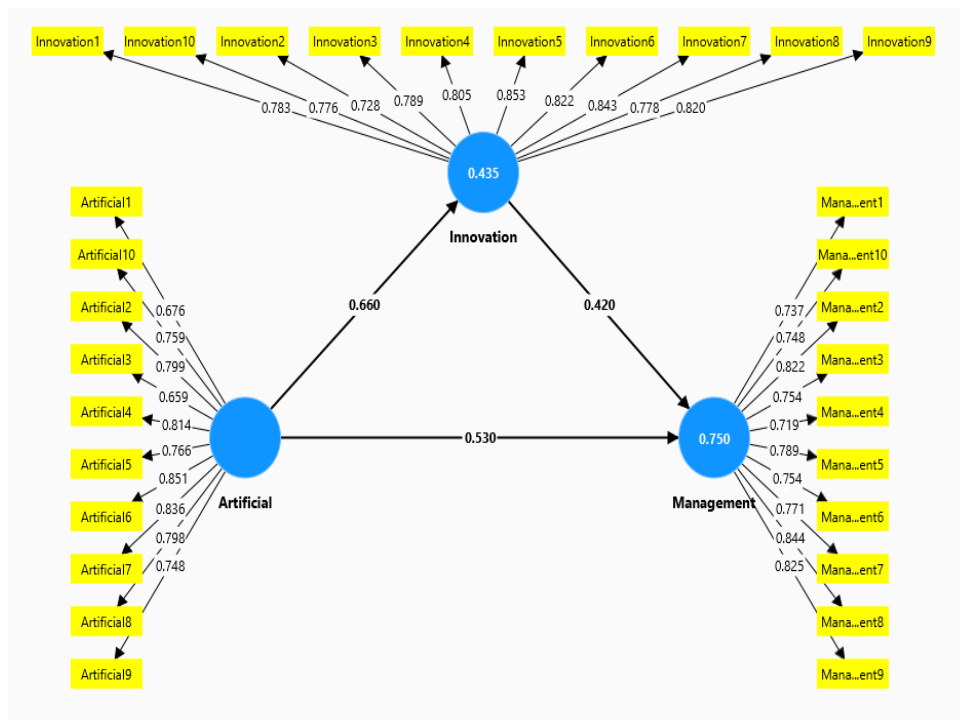 Innovation1 Innovation10 Innovation2 Innovation3 Innovation4 Innovation5 Innovation6 Innovation7 Innovation8 Innovation9
0.783 0.776 0.728 0.789 0.805 0.853 0.822 0.843 0.778 0.820
0.435
Innovation
Artificial1
Artificial10
Artificial2
Artificial3
Artificial4
Artificial5
Artificial6
Artificial7
Artificial8
Artificial9
0.676
0.759
0.799
0.659
0.814
0.766
0.851
0.836
0.798
0.748
Artificial
0.660
0.420
0.530
0.750
Management
0.737
0.748
0.822
0.754
0.719
0.789
0.754
0.771
0.844
0.825
Mana...ent1
Mana...ent10
Mana...ent2
Mana...ent3
Mana...ent4
Mana...ent5
Mana...ent6
Mana...ent7
Mana...ent8
Mana...ent9